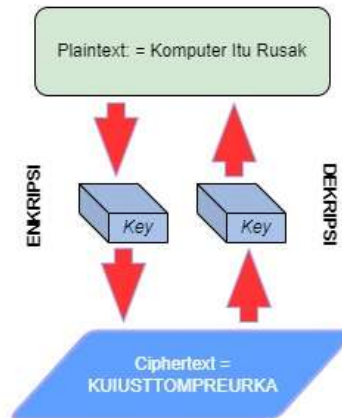 Plaintext: = Komputer Itu Rusak
ENKRIPSI
Key
Key
DEKRIPSI
Ciphertext =
KUIUSTTOMPREURKA